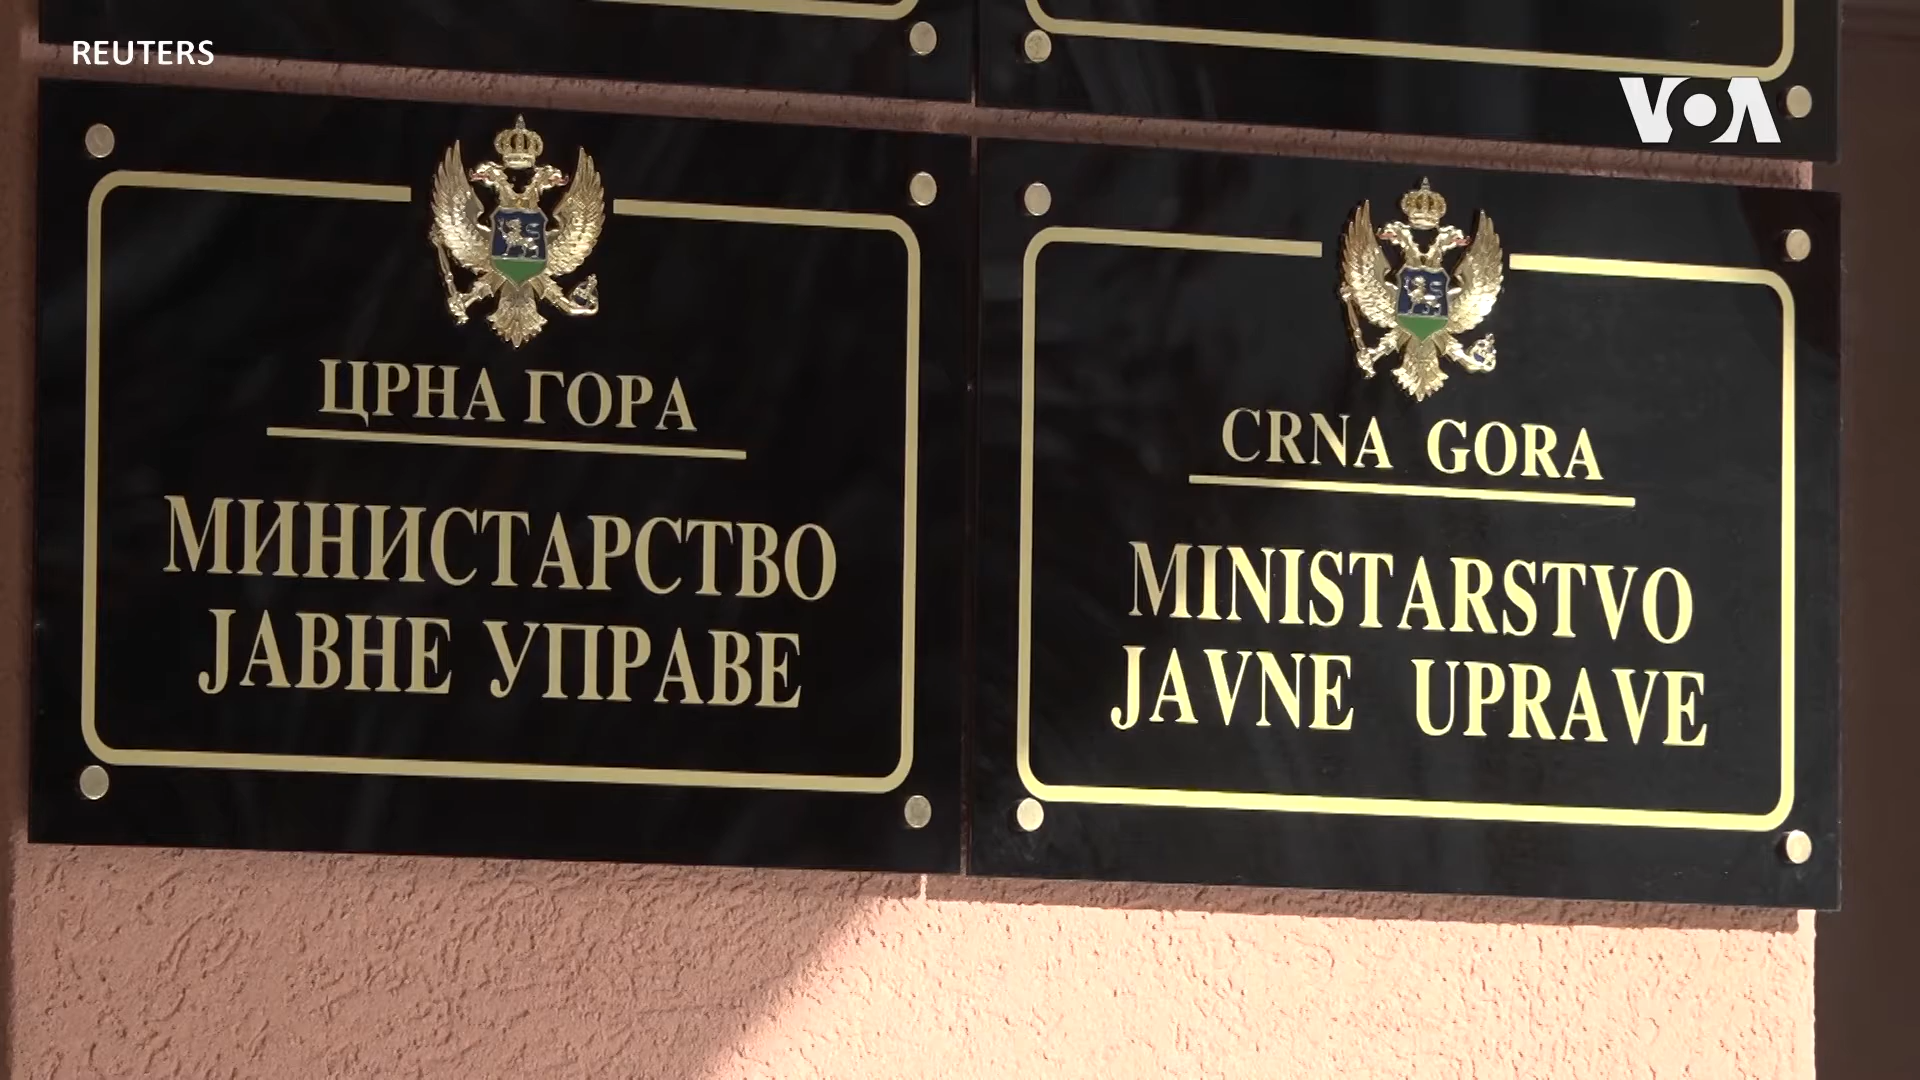 REUTERS
VOA
ЦРНА ГОРА
МИНИСТАРСТВО
ЈАВНЕ УПРАВЕ
CRNA GORA
MINISTARSTVO
JAVNE UPRAVE